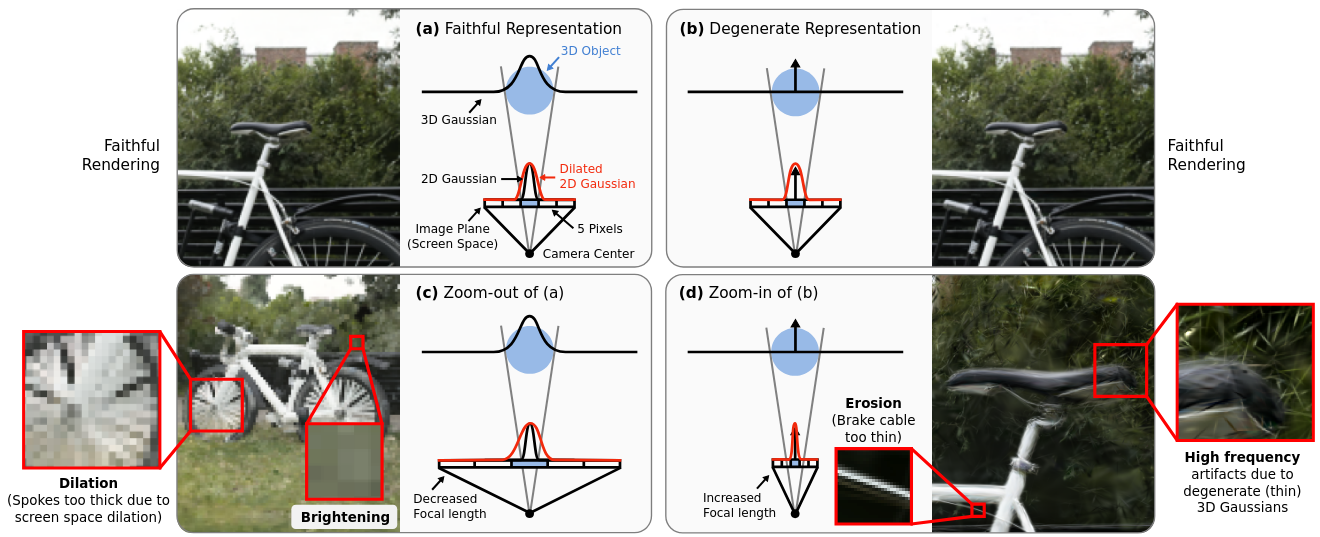 (a) Faithful Representation
3D Object
3D Gaussian
2D Gaussian
Dilated
2D Gaussian
Image Plane
(Screen Space)
5 Pixels
Camera Center
Faithful
Rendering
(b) Degenerate Representation
Faithful
Rendering
(c) Zoom-out of (a)
Decreased
Focal length
Dilation
(Spokes too thick due to
screen space dilation)
Brightening
(d) Zoom-in of (b)
Increased
Focal length
Erosion
(Brake cable
too thin)
High frequency
artifacts due to
degenerate (thin)
3D Gaussians